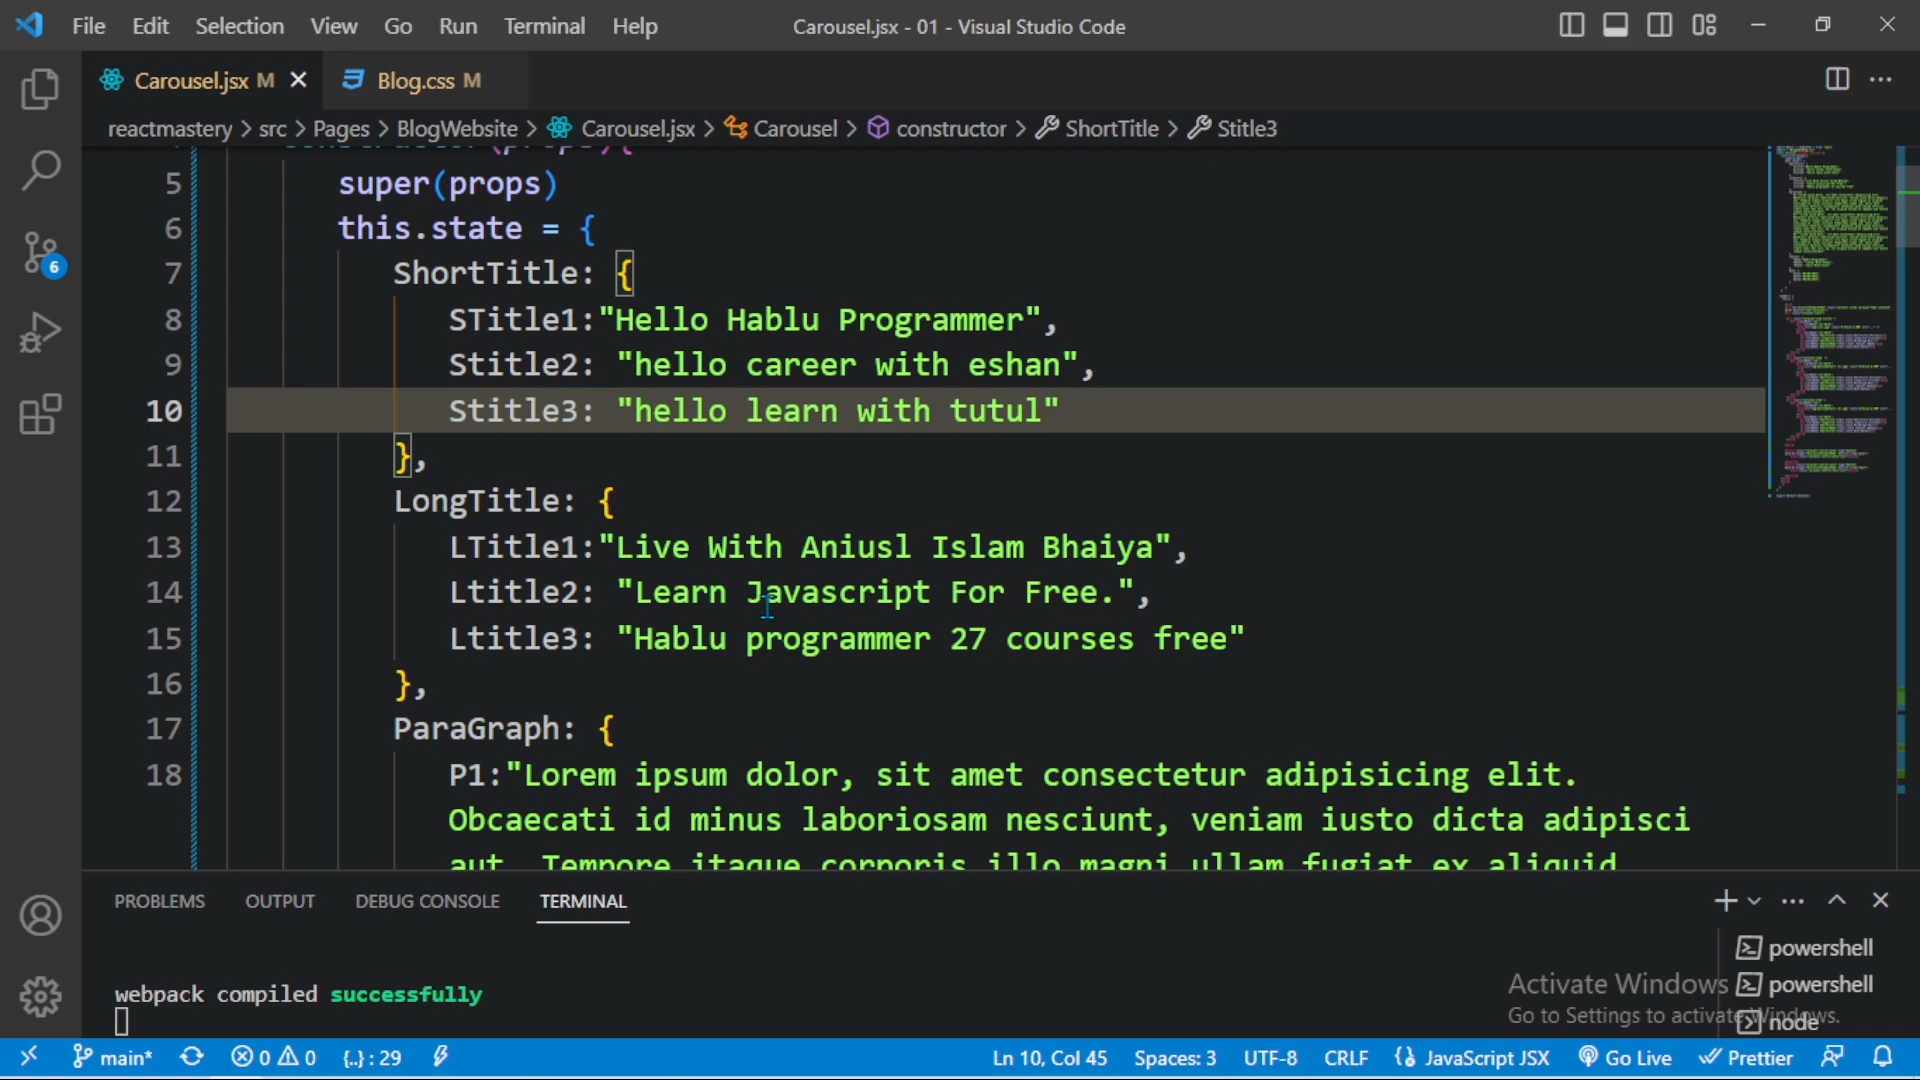 File Edit Selection View Go Run Terminal Help Carousel.jsx - 01 - Visual Studio Code
Carousel.jsx M Blog.css M
reactmastery > src > Pages > BlogWebsite > Carousel.jsx > Carousel > constructor > ShortTitle > Stitle3
5 super(props)
6 this.state = {
7 ShortTitle: {
8 STitle1:"Hello Hablu Programmer",
9 Stitle2: "hello career with eshan",
10 Stitle3: "hello learn with tutul"
11 },
12 LongTitle: {
13 LTitle1:"Live With Aniusl Islam Bhaiya",
14 Ltitle2: "Learn Javascript For Free.",
15 Ltitle3: "Hablu programmer 27 courses free"
16 },
17 ParaGraph: {
18 P1:"Lorem ipsum dolor, sit amet consectetur adipisicing elit.
Obcaecati id minus laboriosam nesciunt, veniam iusto dicta adipisci
aut. Tempore itaque corporis illo magni ullam fugiat ex aliquid
PROBLEMS OUTPUT DEBUG CONSOLE TERMINAL
webpack compiled successfully
powershell
powershell
node
Activate Windows
Go to Settings to activate Windows.
6
main* 0 0 {..} : 29 Ln 10, Col 45 Spaces: 3 UTF-8 CRLF JavaScript JSX Go Live Prettier